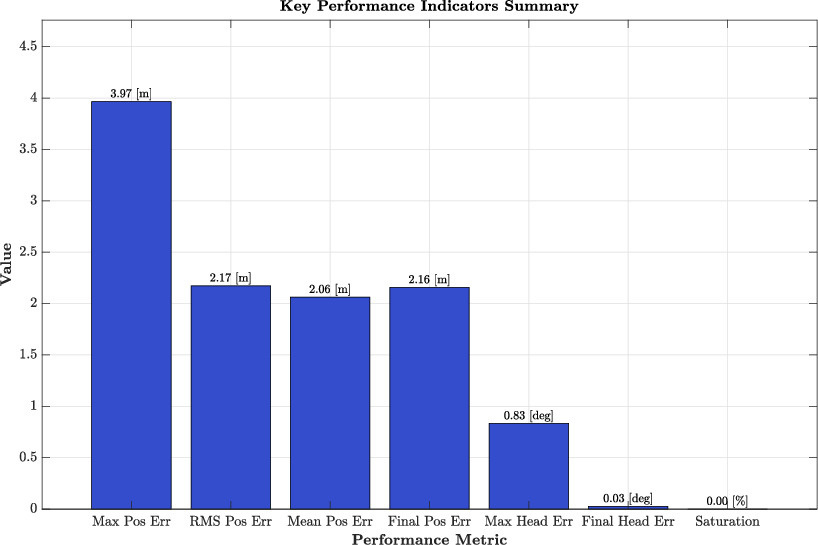 Key Performance Indicators Summary
4.5
4
3.5
3
2.5
2
1.5
1
0.5
0
Value
3.97 [m]
2.17 [m]
2.06 [m]
2.16 [m]
0.83 [deg]
0.03 [deg]
0.00 [%]
Max Pos Err
RMS Pos Err
Mean Pos Err
Final Pos Err
Max Head Err
Final Head Err
Saturation
Performance Metric